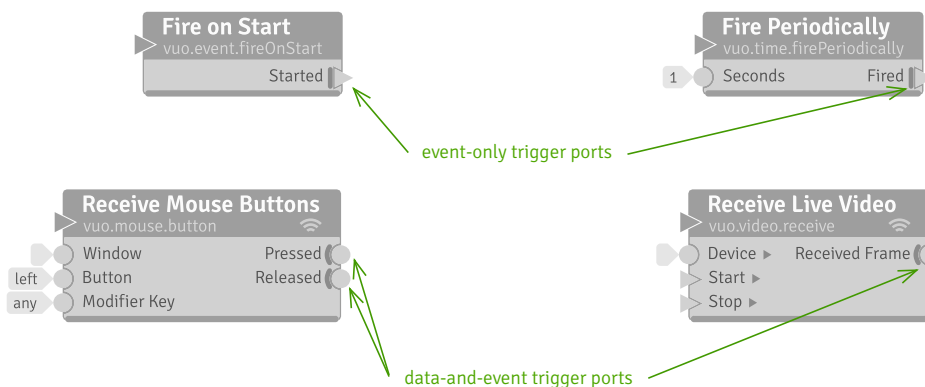 Fire on Start
vuo.event.fireOnStart
Started
Fire Periodically
vuo.time.firePeriodically
1 Seconds Fired
event-only trigger ports
Receive Mouse Buttons
vuo.mouse.button
Window Pressed
left Button Released
any Modifier Key
Receive Live Video
vuo.video.receive
Device Received Frame
Start
Stop
data-and-event trigger ports